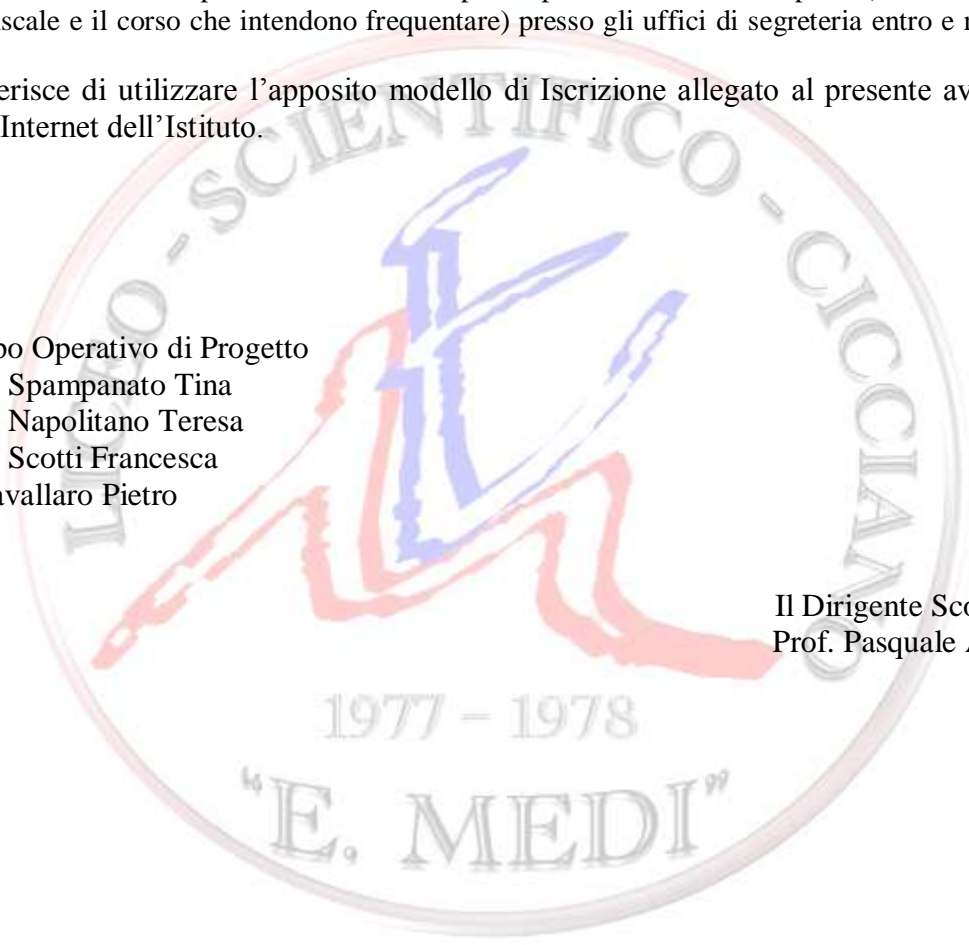 iscale e il corso che intendono frequentare) presso gli uffici di segreteria entro e
erisce di utilizzare l’apposito modello di Iscrizione allegato al presente av
Internet dell’Istituto.
LICEO - SCIENTIFICO - CICCIANO
po Operativo di Progetto
Spampanato Tina
Napolitano Teresa
Scotti Francesca
avallaro Pietro
Il Dirigente Sco
Prof. Pasquale A
1977 – 1978
“E. MEDI”